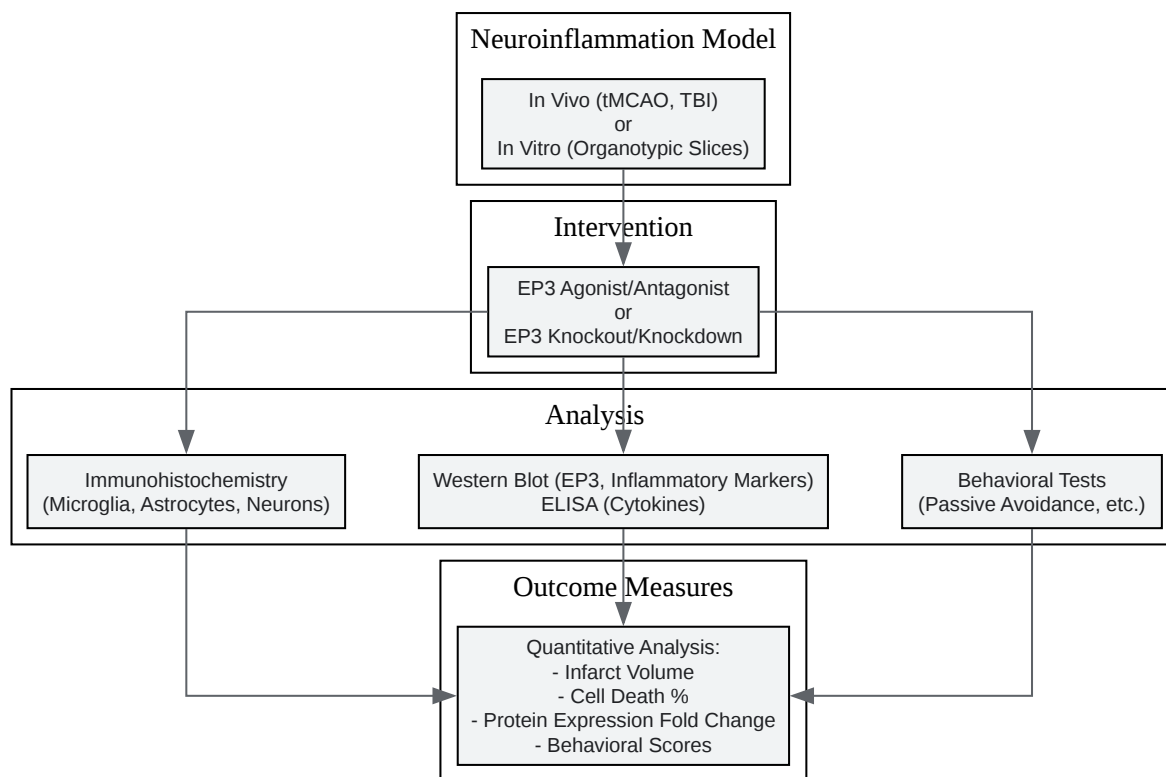 Neuroinflammation Model
In Vivo (tMCAO, TBI)
or
In Vitro (Organotypic Slices)
Intervention
EP3 Agonist/Antagonist
or
EP3 Knockout/Knockdown
Analysis
Immunohistochemistry
(Microglia, Astrocytes, Neurons)
Western Blot (EP3, Inflammatory Markers)
ELISA (Cytokines)
Behavioral Tests
(Passive Avoidance, etc.)
Outcome Measures
Quantitative Analysis:
- Infarct Volume
- Cell Death %
- Protein Expression Fold Change
- Behavioral Scores